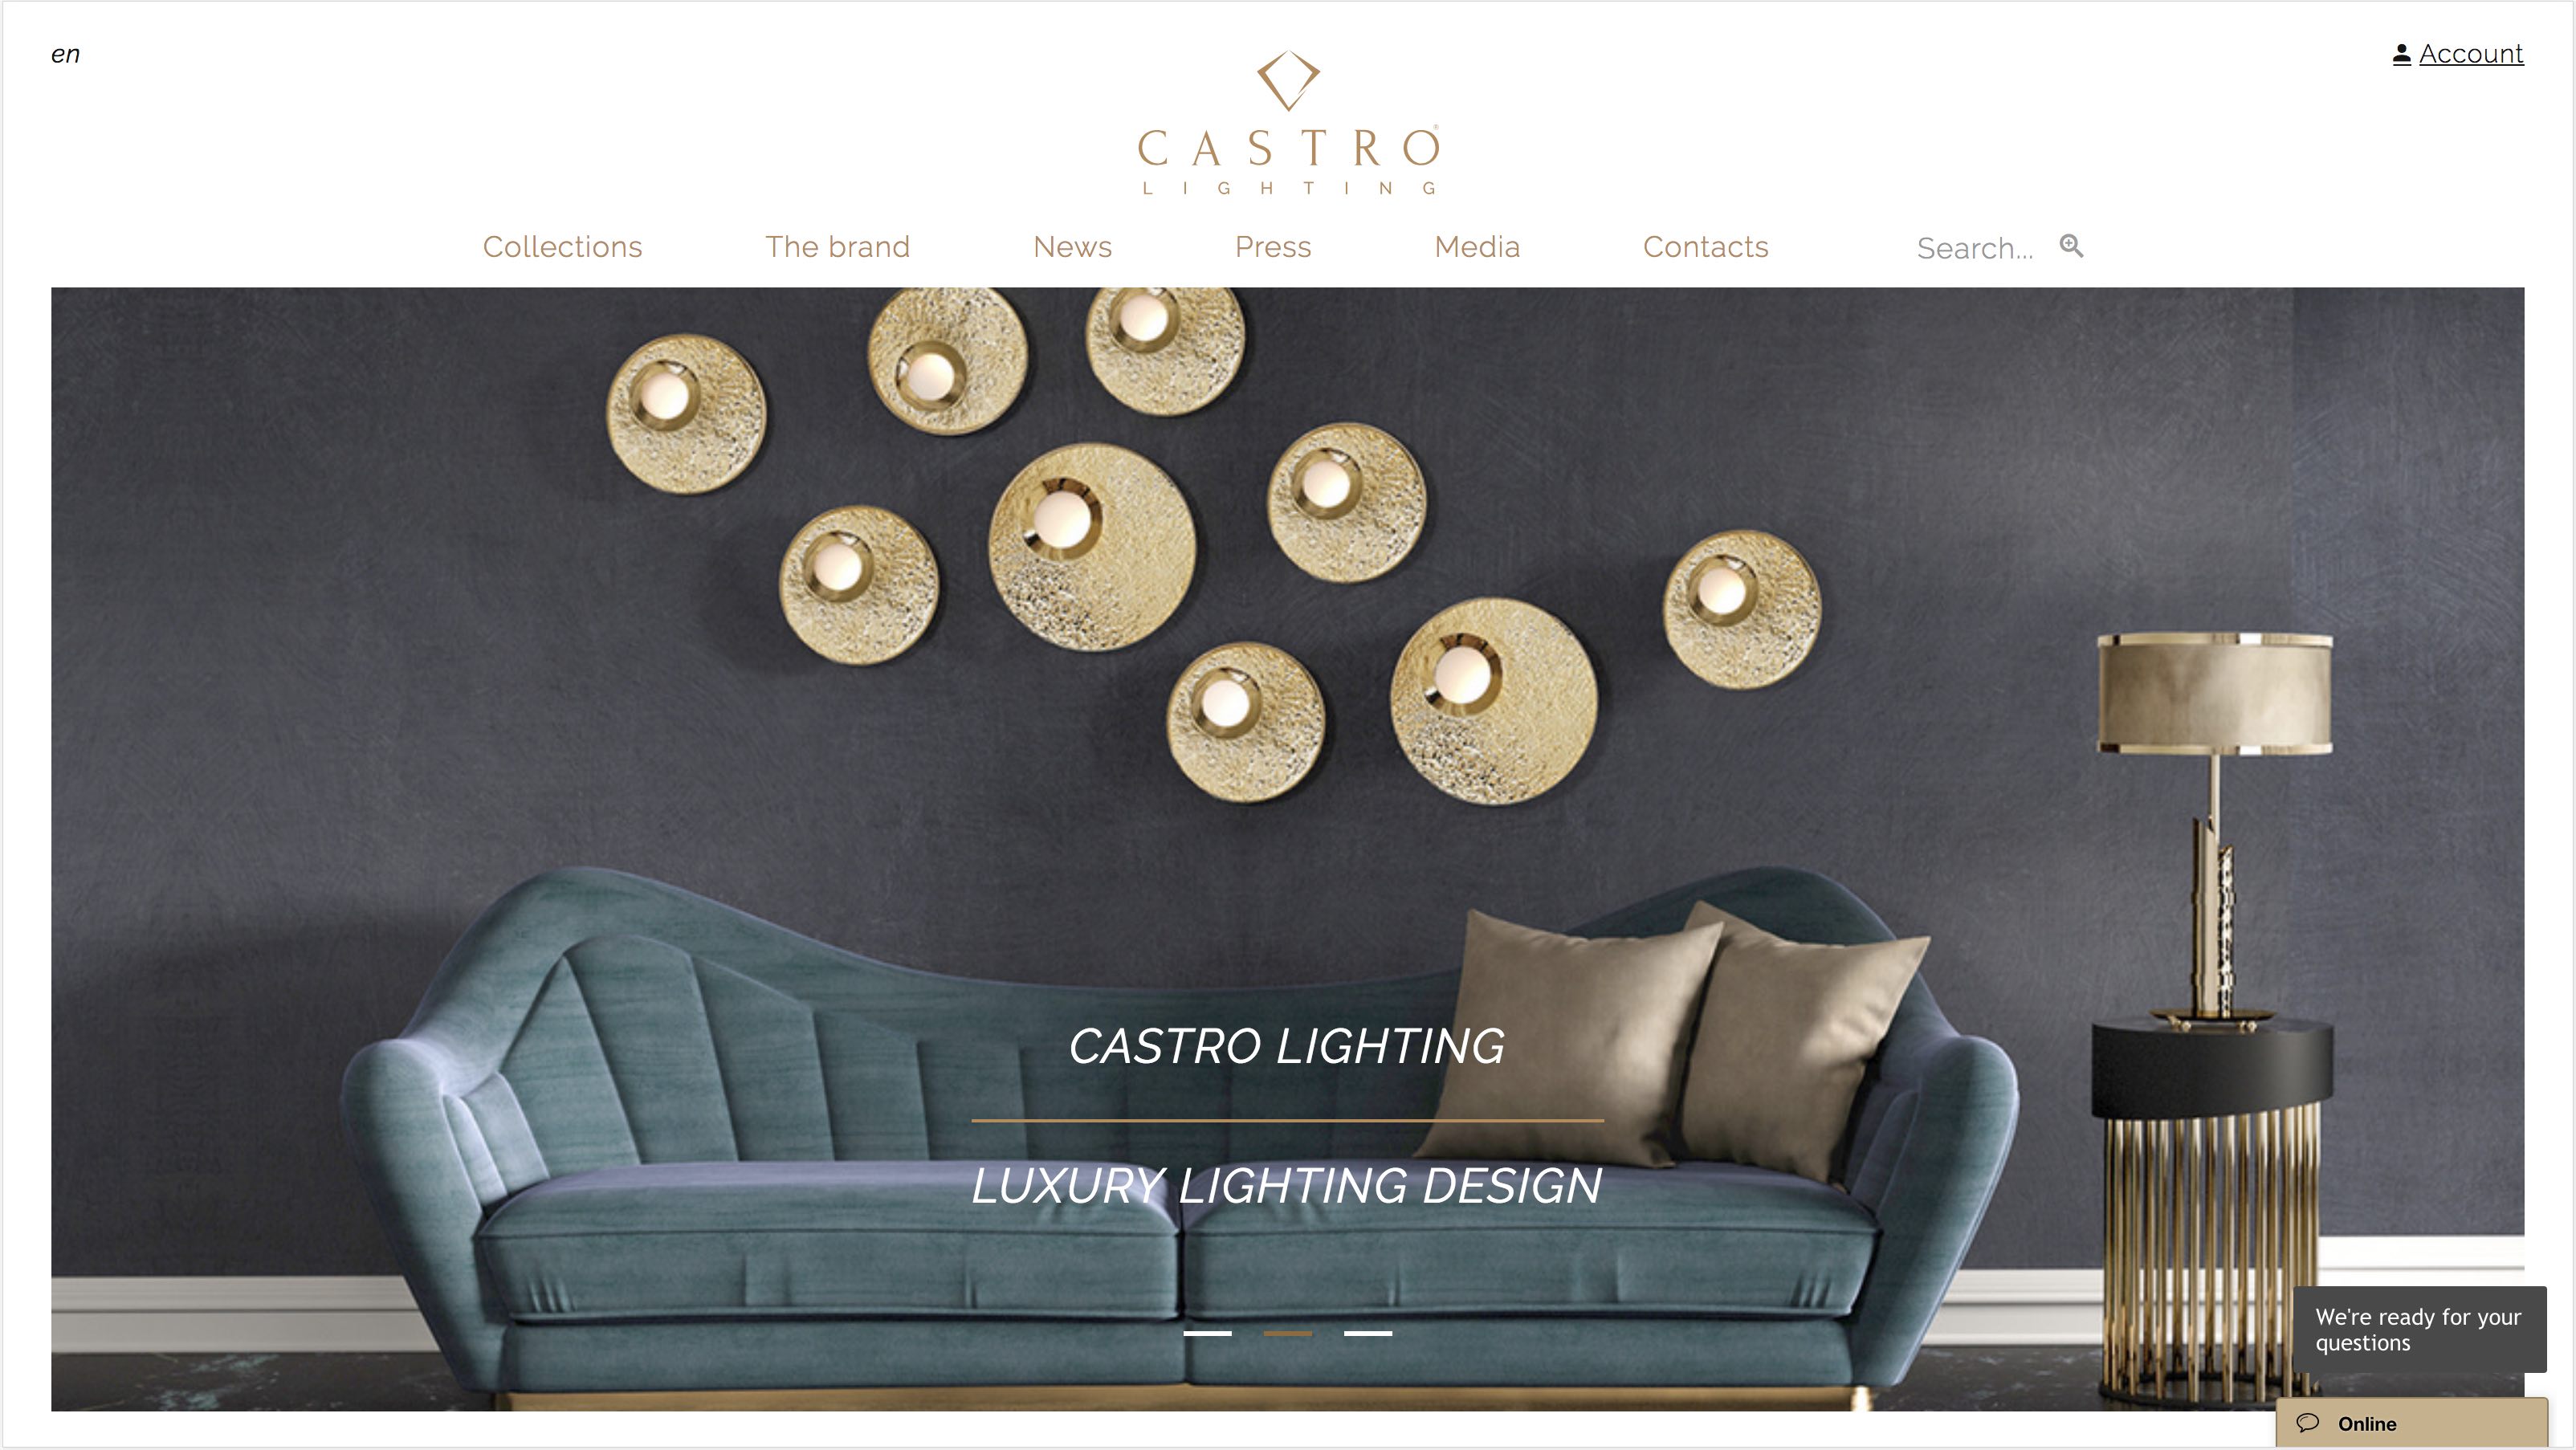 en
Account
CASTRO®
LIGHTING
Collections The brand News Press Media Contacts Search...
CASTRO LIGHTING
LUXURY LIGHTING DESIGN
We're ready for your
questions
Online